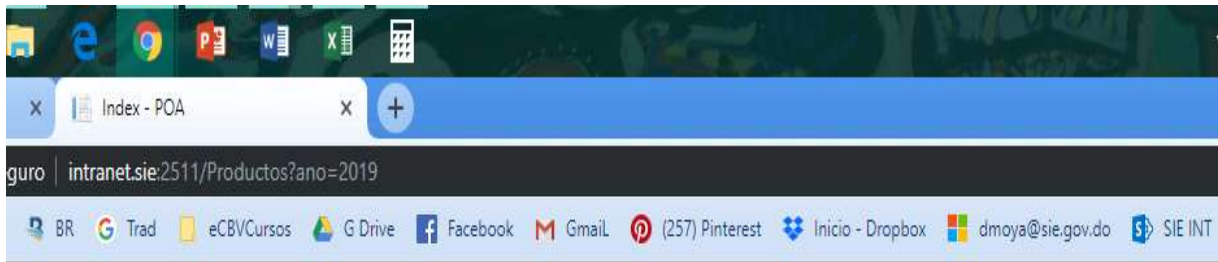 Index - POA
guro | intranet.sie:2511/Productos?ano=2019
BR Trad eCBVCursos G Drive Facebook GmaiL (257) Pinterest Inicio - Dropbox dmoya@sie.gov.do SIE INT